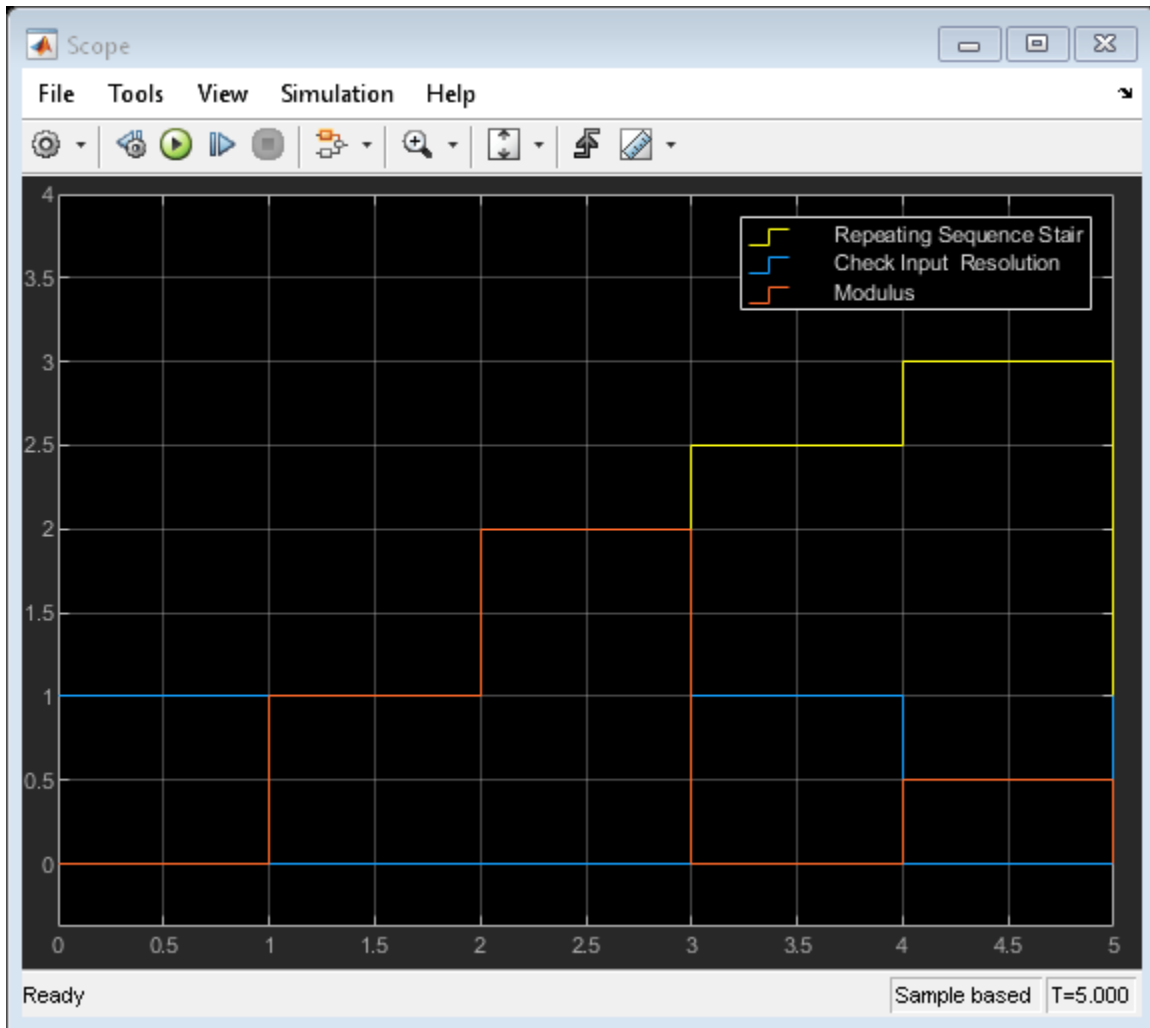 Scope
File Tools View Simulation Help
4
3.5
3
2.5
2
1.5
1
0.5
0
Repeating Sequence Stair
Check Input  Resolution
Modulus
0 0.5 1 1.5 2 2.5 3 3.5 4 4.5 5
Ready Sample based T=5.000